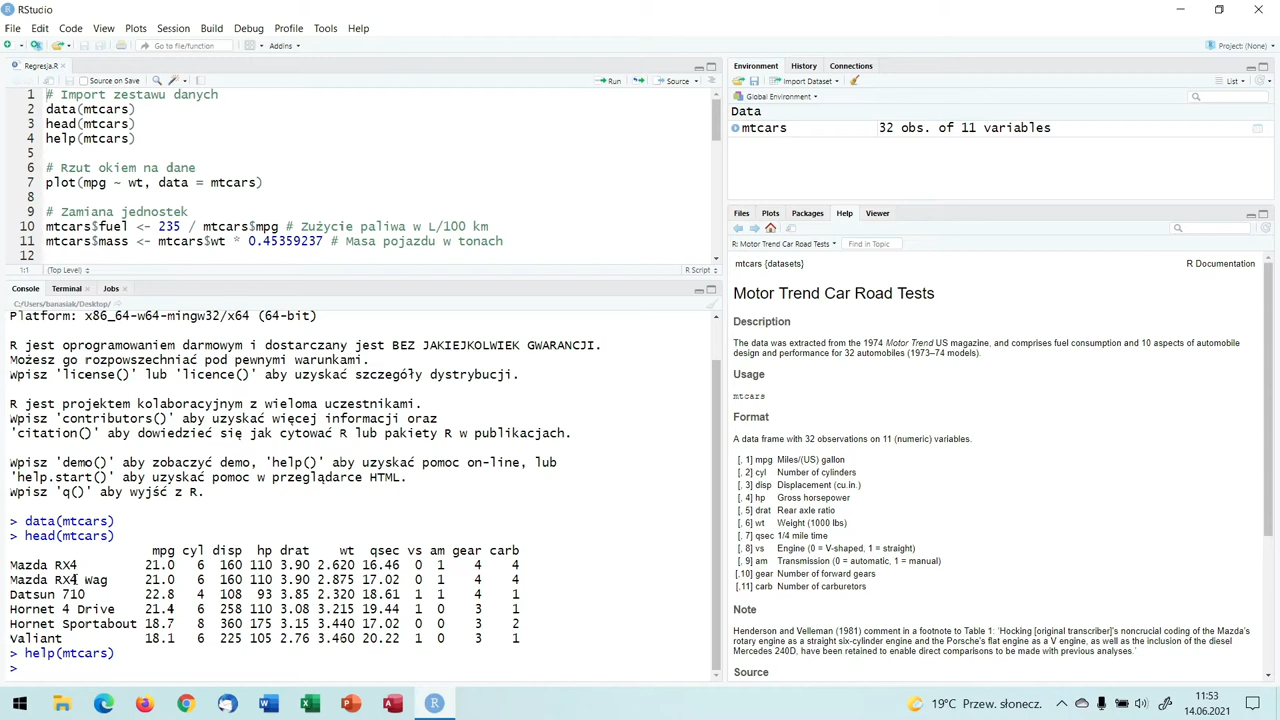 RStudio
File Edit Code View Plots Session Build Debug Profile Tools Help
Go to file/function Addins Project: (None)
Regresja.R
Source on Save Run Source
1 # Import zestawu danych
2 data(mtcars)
3 head(mtcars)
4 help(mtcars)
5
6 # Rzut okiem na dane
7 plot(mpg ~ wt, data = mtcars)
8
9 # Zamiana jednostek
10 mtcars$fuel <- 235 / mtcars$mpg # Zużycie paliwa w L/100 km
11 mtcars$mass <- mtcars$wt * 0.45359237 # Masa pojazdu w tonach
12
1:1 (Top Level) R Script
Console Terminal Jobs
C:/Users/banasiak/Desktop/
Platform: x86_64-w64-mingw32/x64 (64-bit)
R jest oprogramowaniem darmowym i dostarczany jest BEZ JAKIEJKOLWIEK GWARANCJI.
Możesz go rozpowszechniać pod pewnymi warunkami.
Wpisz 'license()' lub 'licence()' aby uzyskać szczegóły dystrybucji.
R jest projektem kolaboracyjnym z wieloma uczestnikami.
Wpisz 'contributors()' aby uzyskać więcej informacji oraz
'citation()' aby dowiedzieć się jak cytować R lub pakiety R w publikacjach.
Wpisz 'demo()' aby zobaczyć demo, 'help()' aby uzyskać pomoc on-line, lub
'help.start()' aby uzyskać pomoc w przeglądarce HTML.
Wpisz 'q()' aby wyjść z R.
> data(mtcars)
> head(mtcars)
mpg cyl disp hp drat wt qsec vs am gear carb
Mazda RX4 21.0 6 160 110 3.90 2.620 16.46 0 1 4 4
Mazda RX4 Wag 21.0 6 160 110 3.90 2.875 17.02 0 1 4 4
Datsun 710 22.8 4 108 93 3.85 2.320 18.61 1 1 4 1
Hornet 4 Drive 21.4 6 258 110 3.08 3.215 19.44 1 0 3 1
Hornet Sportabout 18.7 8 360 175 3.15 3.440 17.02 0 0 3 2
Valiant 18.1 6 225 105 2.76 3.460 20.22 1 0 3 1
> help(mtcars)
>
Environment History Connections
Import Dataset List
Global Environment
Data
mtcars 32 obs. of 11 variables
Files Plots Packages Help Viewer
R: Motor Trend Car Road Tests Find in Topic
mtcars {datasets} R Documentation
Motor Trend Car Road Tests
Description
The data was extracted from the 1974 Motor Trend US magazine, and comprises fuel consumption and 10 aspects of automobile
design and performance for 32 automobiles (1973–74 models).
Usage
mtcars
Format
A data frame with 32 observations on 11 (numeric) variables.
[, 1] mpg Miles/(US) gallon
[, 2] cyl Number of cylinders
[, 3] disp Displacement (cu.in.)
[, 4] hp Gross horsepower
[, 5] drat Rear axle ratio
[, 6] wt Weight (1000 lbs)
[, 7] qsec 1/4 mile time
[, 8] vs Engine (0 = V-shaped, 1 = straight)
[, 9] am Transmission (0 = automatic, 1 = manual)
[,10] gear Number of forward gears
[,11] carb Number of carburetors
Note
Henderson and Velleman (1981) comment in a footnote to Table 1: 'Hocking [original transcriber]'s noncrucial coding of the Mazda's
rotary engine as a straight six-cylinder engine and the Porsche's flat engine as a V engine, as well as the inclusion of the diesel
Mercedes 240D, have been retained to enable direct comparisons to be made with previous analyses.'
Source
19°C Przew. słonecz.
11:53
14.06.2021